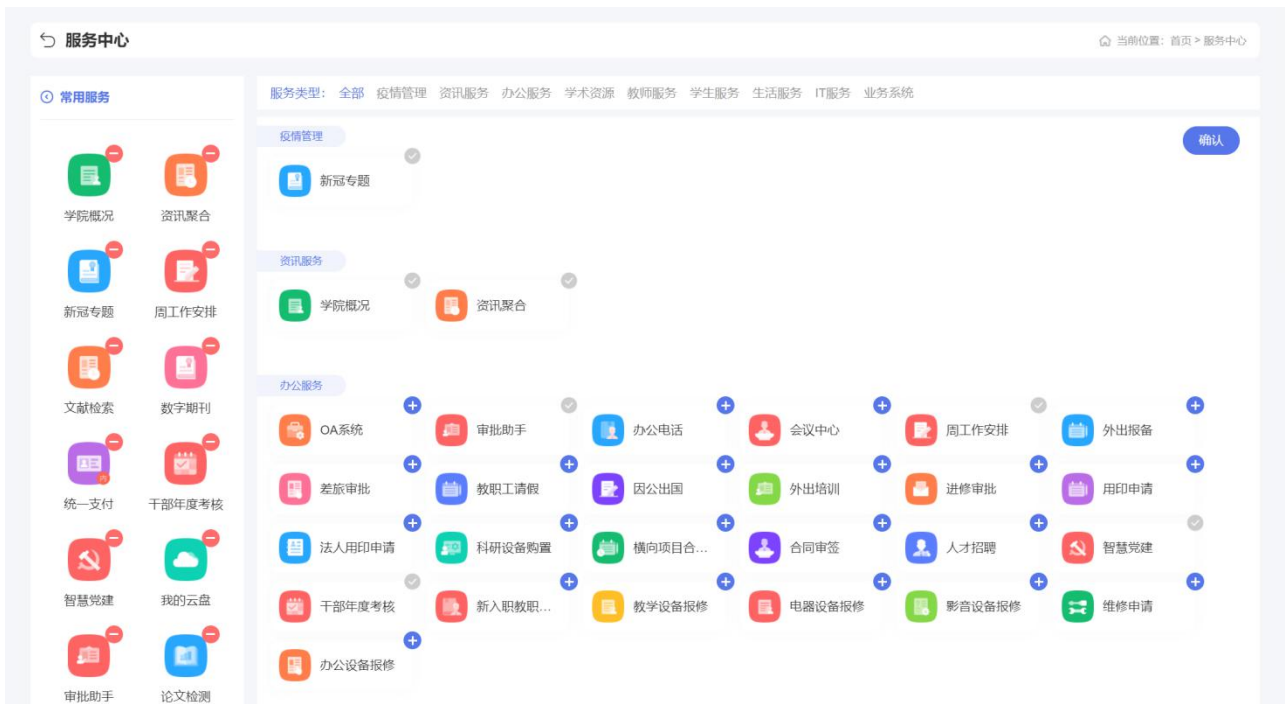 服务中心
当前位置：首页 > 服务中心
常用服务
学院概况 资讯聚合
新冠专题 周工作安排
文献检索 数字期刊
统一支付 干部年度考核
智慧党建 我的云盘
审批助手 论文检测
服务类型： 全部 疫情管理 资讯服务 办公服务 学术资源 教师服务 学生服务 生活服务 IT服务 业务系统
疫情管理
确认
新冠专题
资讯服务
学院概况 资讯聚合
办公服务
OA系统 审批助手 办公电话 会议中心 周工作安排 外出报备
差旅审批 教职工请假 因公出国 外出培训 进修审批 用印申请
法人用印申请 科研设备购置 横向项目合... 合同审签 人才招聘 智慧党建
干部年度考核 新入职教职... 教学设备报修 电器设备报修 影音设备报修 维修申请
办公设备报修